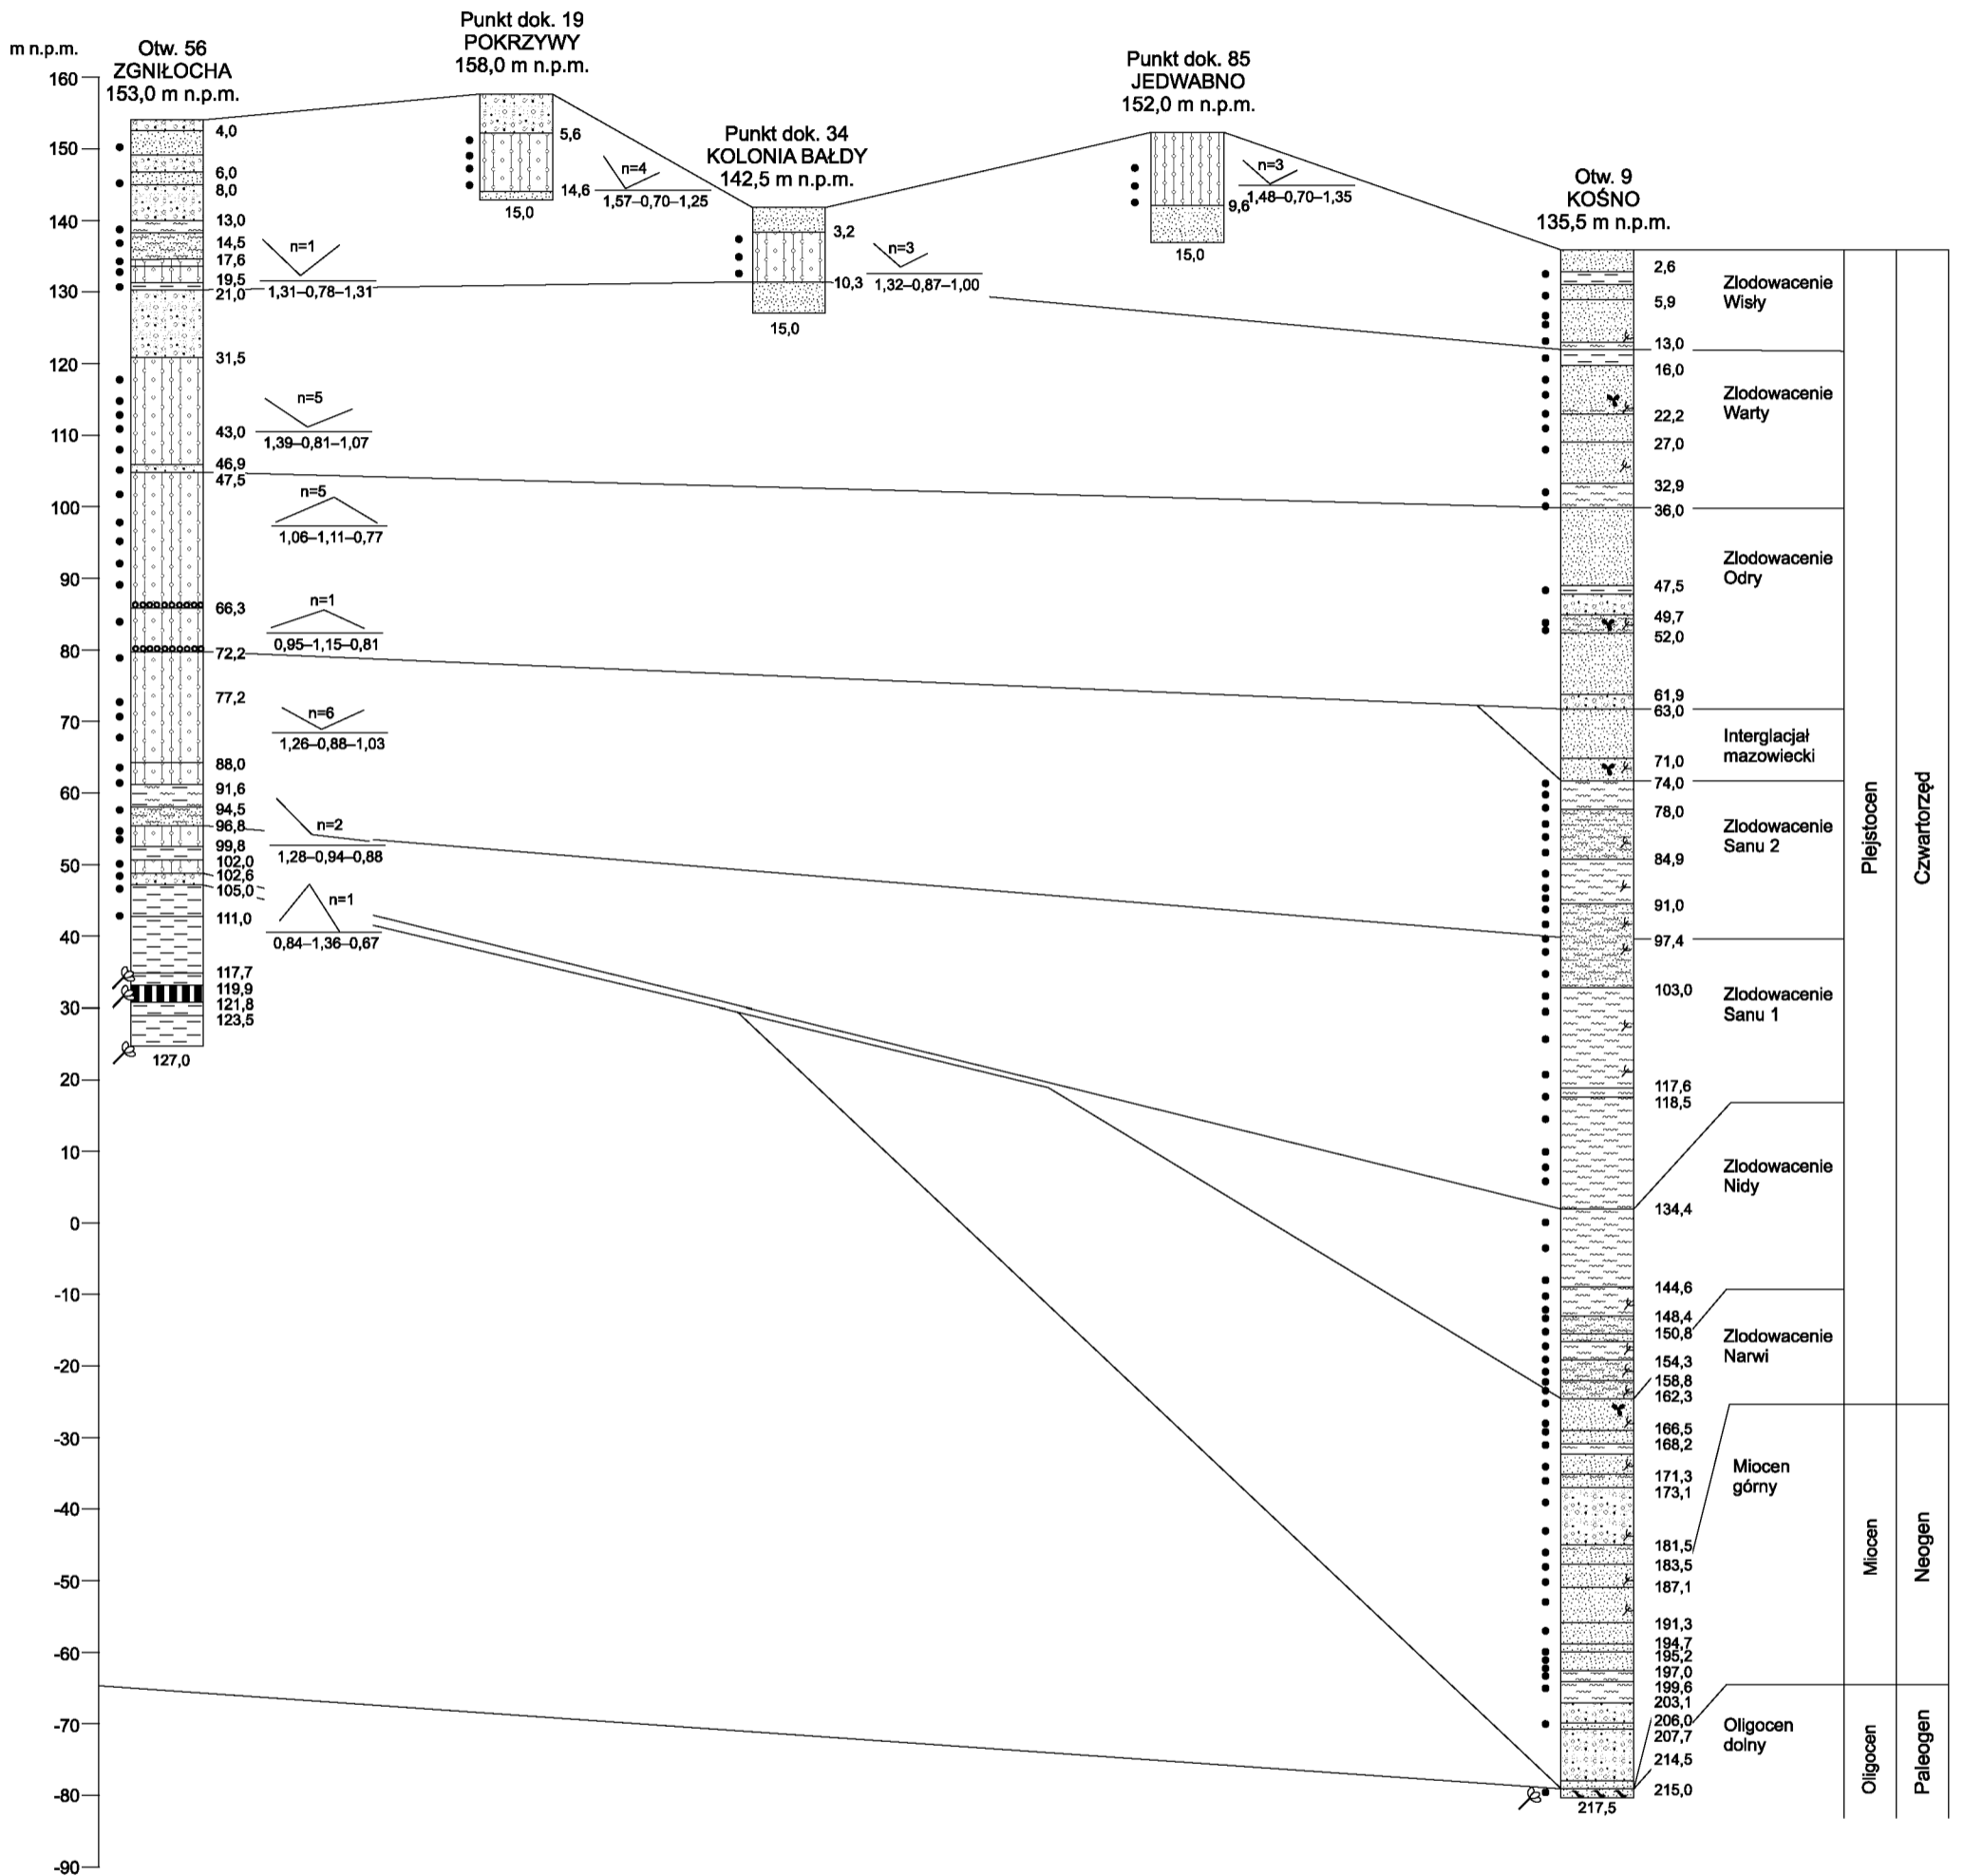 m n.p.m.
160
150
140
130
120
110
100
90
80
70
60
50
40
30
20
10
0
-10
-20
-30
-40
-50
-60
-70
-80
-90
Otw. 56
ZGNIŁOCHA
153,0 m n.p.m.
4,0
6,0
8,0
13,0
14,5
17,6
19,5
21,0
31,5
43,0
46,9
47,5
66,3
72,2
77,2
88,0
91,6
94,5
96,8
99,8
102,0
102,6
105,0
111,0
117,7
119,9
121,8
123,5
127,0
n=1
1,31–0,78–1,31
n=5
1,39–0,81–1,07
n=5
1,06–1,11–0,77
n=1
0,95–1,15–0,81
n=6
1,26–0,88–1,03
n=2
1,28–0,94–0,88
n=1
0,84–1,36–0,67
Punkt dok. 19
POKRZYWY
158,0 m n.p.m.
5,6
14,6
15,0
n=4
1,57–0,70–1,25
Punkt dok. 34
KOLONIA BAŁDY
142,5 m n.p.m.
3,2
10,3
15,0
n=3
1,32–0,87–1,00
Punkt dok. 85
JEDWABNO
152,0 m n.p.m.
9,6
15,0
n=3
1,48–0,70–1,35
Otw. 9
KOŚNO
135,5 m n.p.m.
2,6
5,9
13,0
16,0
22,2
27,0
32,9
36,0
47,5
49,7
52,0
61,9
63,0
71,0
74,0
78,0
84,9
91,0
97,4
103,0
117,6
118,5
134,4
144,6
148,4
150,8
154,3
158,8
162,3
166,5
168,2
171,3
173,1
181,5
183,5
187,1
191,3
194,7
195,2
197,0
199,6
203,1
206,0
207,7
214,5
215,0
217,5
Zlodowacenie
Wisły
Zlodowacenie
Warty
Zlodowacenie
Odry
Interglacjał
mazowiecki
Zlodowacenie
Sanu 2
Zlodowacenie
Sanu 1
Zlodowacenie
Nidy
Zlodowacenie
Narwi
Miocen
górny
Oligocen
dolny
Plejstocen
Miocen
Oligocen
Czwartorzęd
Neogen
Paleogen